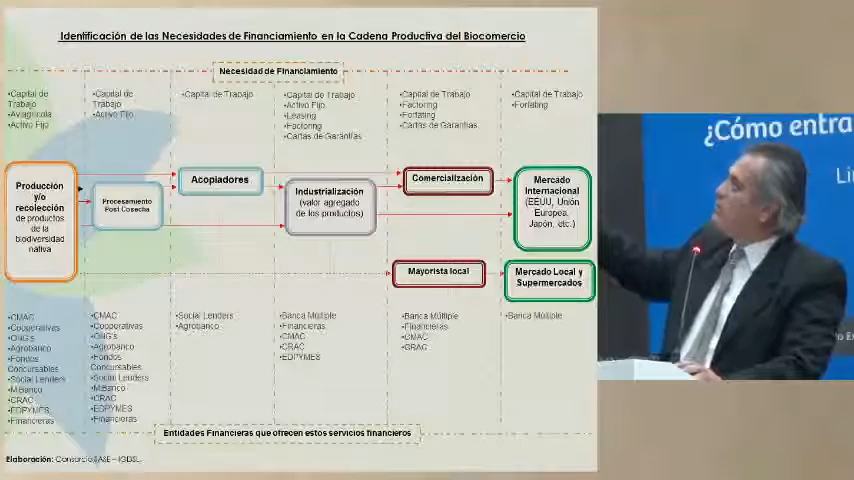 Identificación de las Necesidades de Financiamiento en la Cadena Productiva del Biocomercio
Necesidad de Financiamiento
•Capital de
Trabajo
•Aviagrícola
•Activo Fijo
•Capital de
Trabajo
•Activo Fijo
•Capital de Trabajo
•Capital de Trabajo
•Activo Fijo
•Leasing
•Factoring
•Cartas de Garantías
•Capital de Trabajo
•Factoring
•Forfating
•Cartas de Garantías
•Capital de Trabajo
•Forfating
Producción
y/o
recolección
de productos
de la
biodiversidad
nativa
Procesamiento
Post Cosecha
Acopiadores
Industrialización
(valor agregado
de los productos)
Comercialización
Mercado
Internacional
(EEUU, Unión
Europea,
Japón, etc.)
Mayorista local
Mercado Local y
Supermercados
•CMAC
•Cooperativas
•ONG's
•Agrobanco
•Fondos
Concursables
•Social Lenders
•MiBanco
•CRAC
•EDPYMES
•Financieras
•CMAC
•Cooperativas
•ONG's
•Agrobanco
•Fondos
Concursables
•Social Lenders
•MiBanco
•CRAC
•EDPYMES
•Financieras
•Social Lenders
•Agrobanco
•Banca Múltiple
•Financieras
•CMAC
•CRAC
•EDPYMES
•Banca Múltiple
•Financieras
•CMAC
•CRAC
•Banca Múltiple
Entidades Financieras que ofrecen estos servicios financieros
Elaboración: Consorcio BASE – IGDSL.
¿Cómo entra
Li